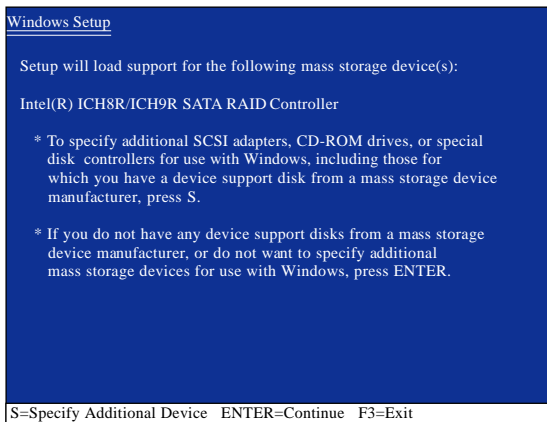 Windows Setup
Setup will load support for the following mass storage device(s):
Intel(R) ICH8R/ICH9R SATA RAID Controller
* To specify additional SCSI adapters, CD-ROM drives, or special
disk controllers for use with Windows, including those for
which you have a device support disk from a mass storage device
manufacturer, press S.
* If you do not have any device support disks from a mass storage
device manufacturer, or do not want to specify additional
mass storage devices for use with Windows, press ENTER.
S=Specify Additional Device ENTER=Continue F3=Exit